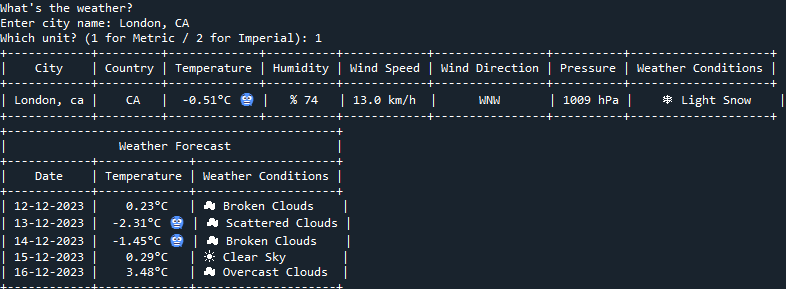 What's the weather?
Enter city name: London, CA
Which unit? (1 for Metric / 2 for Imperial): 1
City | Country | Temperature | Humidity | Wind Speed | Wind Direction | Pressure | Weather Conditions
London, ca | CA | -0.51°C 🥶 | % 74 | 13.0 km/h | WNW | 1009 hPa | ❄ Light Snow
Weather Forecast
Date | Temperature | Weather Conditions
12-12-2023 | 0.23°C | ☁ Broken Clouds
13-12-2023 | -2.31°C 🥶 | ☁ Scattered Clouds
14-12-2023 | -1.45°C 🥶 | ☁ Broken Clouds
15-12-2023 | 0.29°C | ☀ Clear Sky
16-12-2023 | 3.48°C | ☁ Overcast Clouds